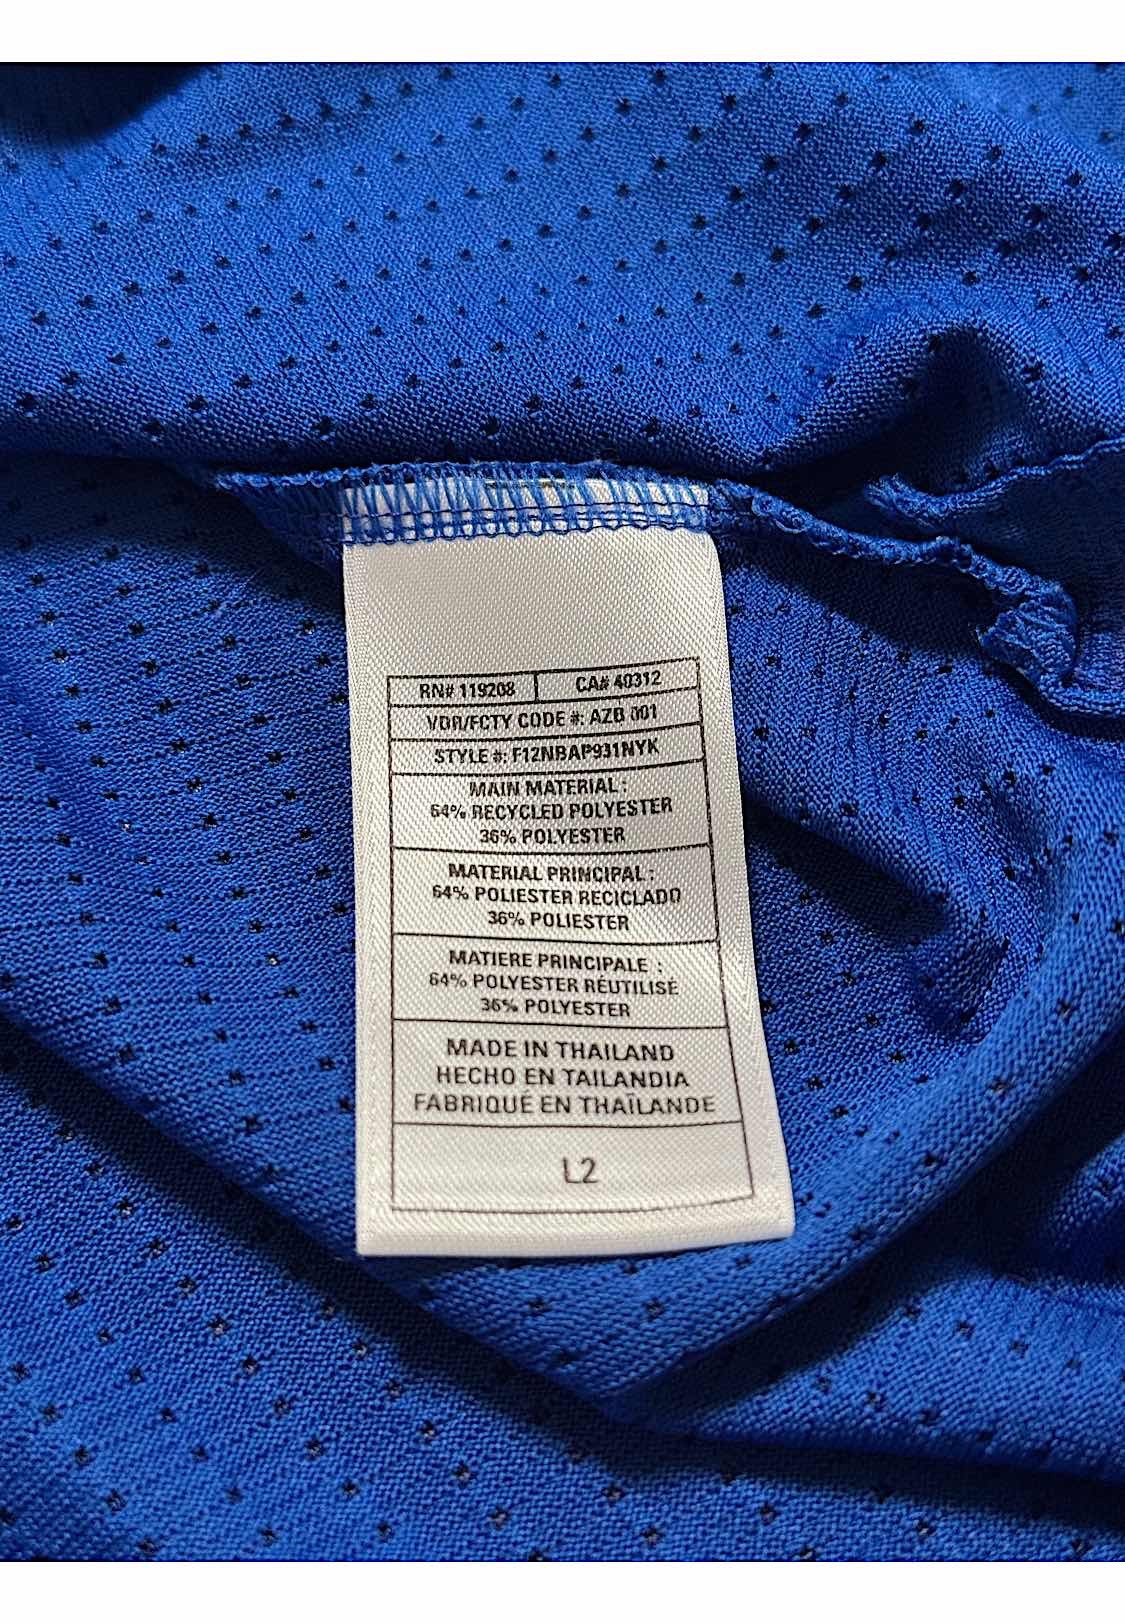 RN# 119208 CA# 40312
VDR/FCTY CODE #: AZB 001
STYLE #: F12NBAP931NYK
MAIN MATERIAL :
64% RECYCLED POLYESTER
36% POLYESTER
MATERIAL PRINCIPAL :
64% POLIESTER RECICLADO
36% POLIESTER
MATIERE PRINCIPALE :
64% POLYESTER RÉUTILISÉ
36% POLYESTER
MADE IN THAILAND
HECHO EN TAILANDIA
FABRIQUÉ EN THAÏLANDE
L2